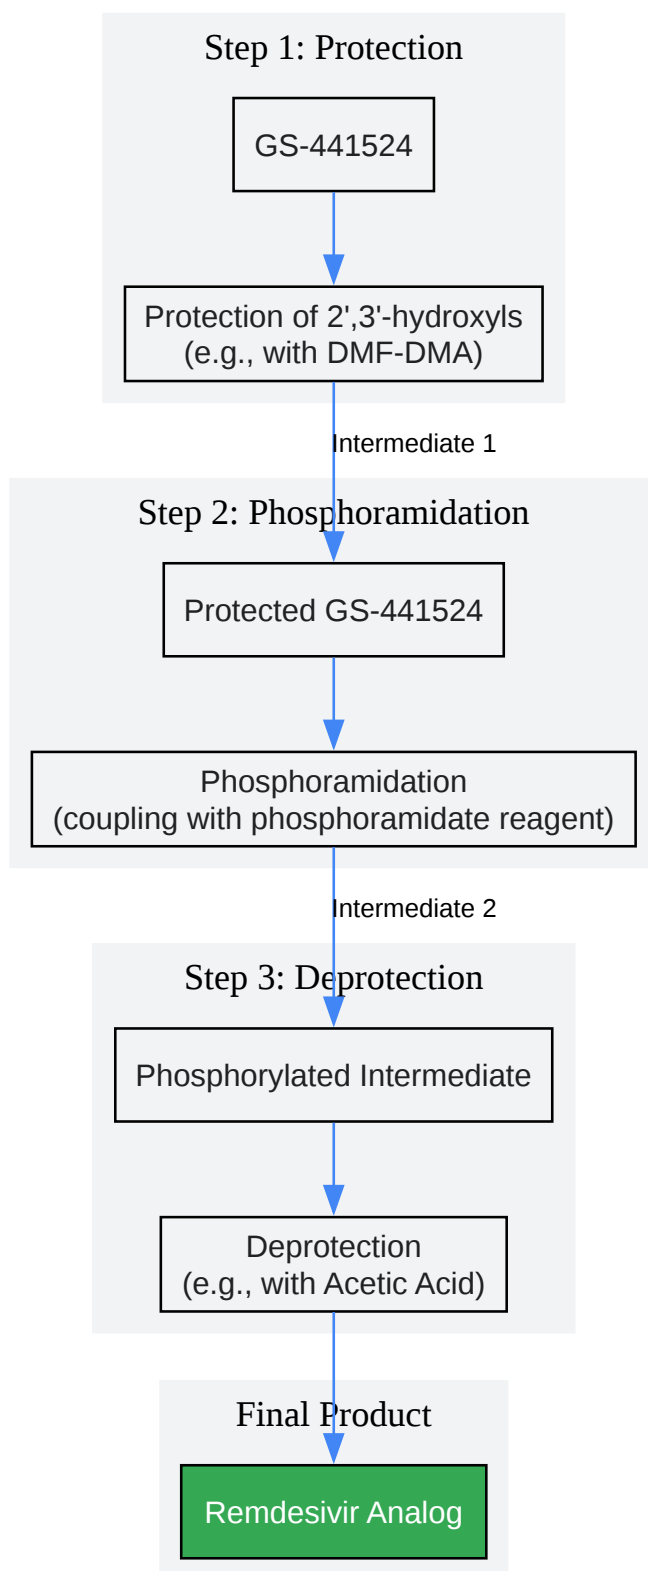 Step 1: Protection
GS-441524
Protection of 2',3'-hydroxyls
(e.g., with DMF-DMA)
Intermediate 1
Step 2: Phosphoramidation
Protected GS-441524
Phosphoramidation
(coupling with phosphoramidate reagent)
Intermediate 2
Step 3: Deprotection
Phosphorylated Intermediate
Deprotection
(e.g., with Acetic Acid)
Final Product
Remdesivir Analog